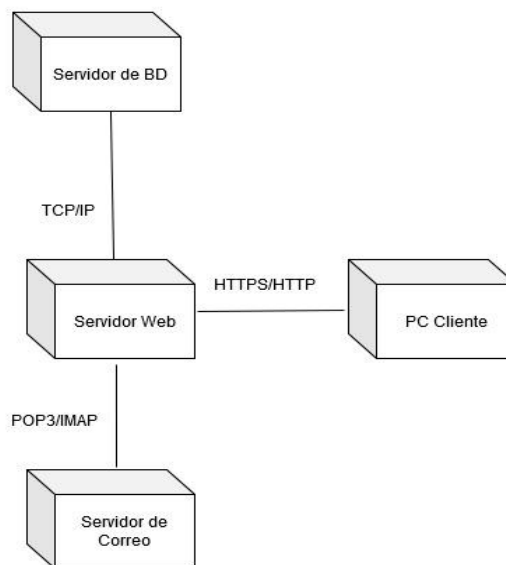 Servidor de BD
TCP/IP
HTTPS/HTTP
Servidor Web
PC Cliente
POP3/IMAP
Servidor de
Correo